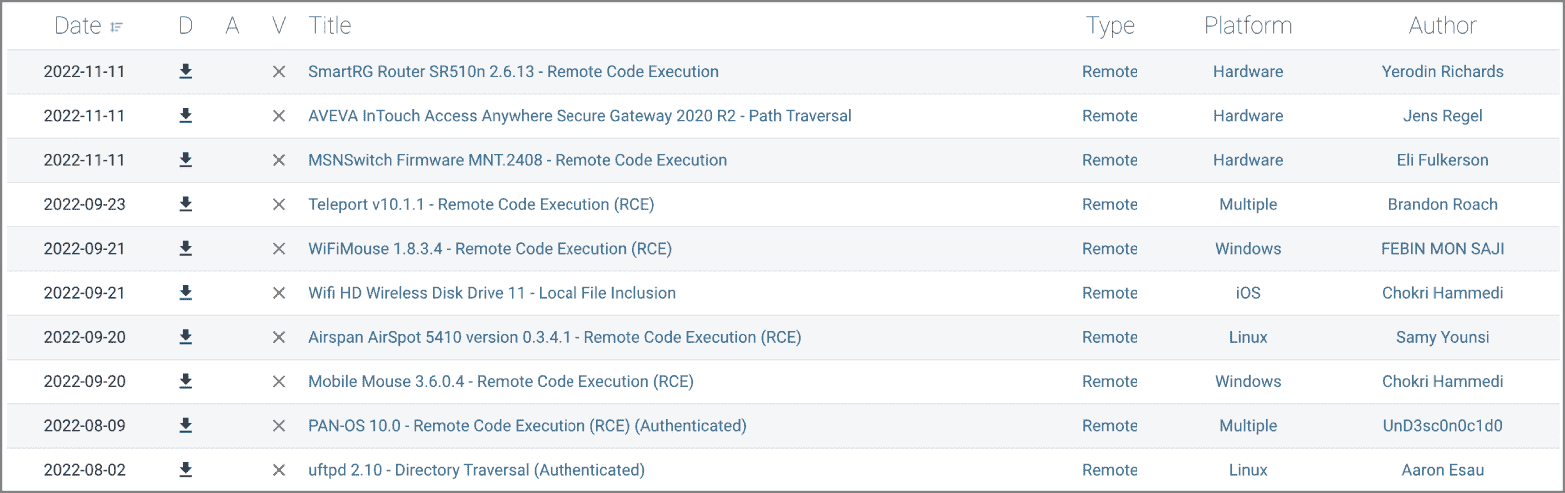 Date D A V Title Type Platform Author
2022-11-11 SmartRG Router SR510n 2.6.13 - Remote Code Execution Remote Hardware Yerodin Richards
2022-11-11 AVEVA InTouch Access Anywhere Secure Gateway 2020 R2 - Path Traversal Remote Hardware Jens Regel
2022-11-11 MSNSwitch Firmware MNT.2408 - Remote Code Execution Remote Hardware Eli Fulkerson
2022-09-23 Teleport v10.1.1 - Remote Code Execution (RCE) Remote Multiple Brandon Roach
2022-09-21 WiFiMouse 1.8.3.4 - Remote Code Execution (RCE) Remote Windows FEBIN MON SAJI
2022-09-21 Wifi HD Wireless Disk Drive 11 - Local File Inclusion Remote iOS Chokri Hammedi
2022-09-20 Airspan AirSpot 5410 version 0.3.4.1 - Remote Code Execution (RCE) Remote Linux Samy Younsi
2022-09-20 Mobile Mouse 3.6.0.4 - Remote Code Execution (RCE) Remote Windows Chokri Hammedi
2022-08-09 PAN-OS 10.0 - Remote Code Execution (RCE) (Authenticated) Remote Multiple UnD3sc0n0c1d0
2022-08-02 uftpd 2.10 - Directory Traversal (Authenticated) Remote Linux Aaron Esau